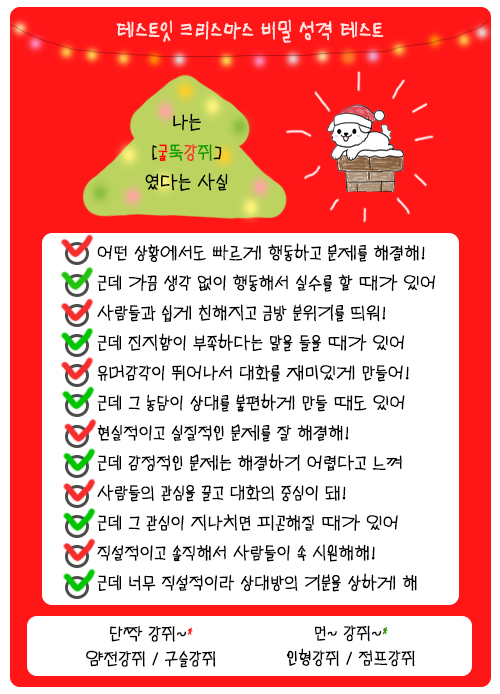 테스트잇 크리스마스 비밀 성격 테스트
나는
[굴뚝강쥐]
였다는 사실
어떤 상황에서도 빠르게 행동하고 문제를 해결해!
근데 가끔 생각 없이 행동해서 실수를 할 때가 있어
사람들과 쉽게 친해지고 금방 분위기를 띄워!
근데 진지함이 부족하다는 말을 들을 때가 있어
유머감각이 뛰어나서 대화를 재미있게 만들어!
근데 그 농담이 상대를 불편하게 만들 때도 있어
현실적이고 실질적인 문제를 잘 해결해!
근데 감정적인 문제는 해결하기 어렵다고 느껴
사람들의 관심을 끌고 대화의 중심이 돼!
근데 그 관심이 지나치면 피곤해질 때가 있어
직설적이고 솔직해서 사람들이 속 시원해해!
근데 너무 직설적이라 상대방의 기분을 상하게 해
단짝 강쥐~*
얌전강쥐 / 구슬강쥐
먼~ 강쥐~*
인형강쥐 / 점프강쥐